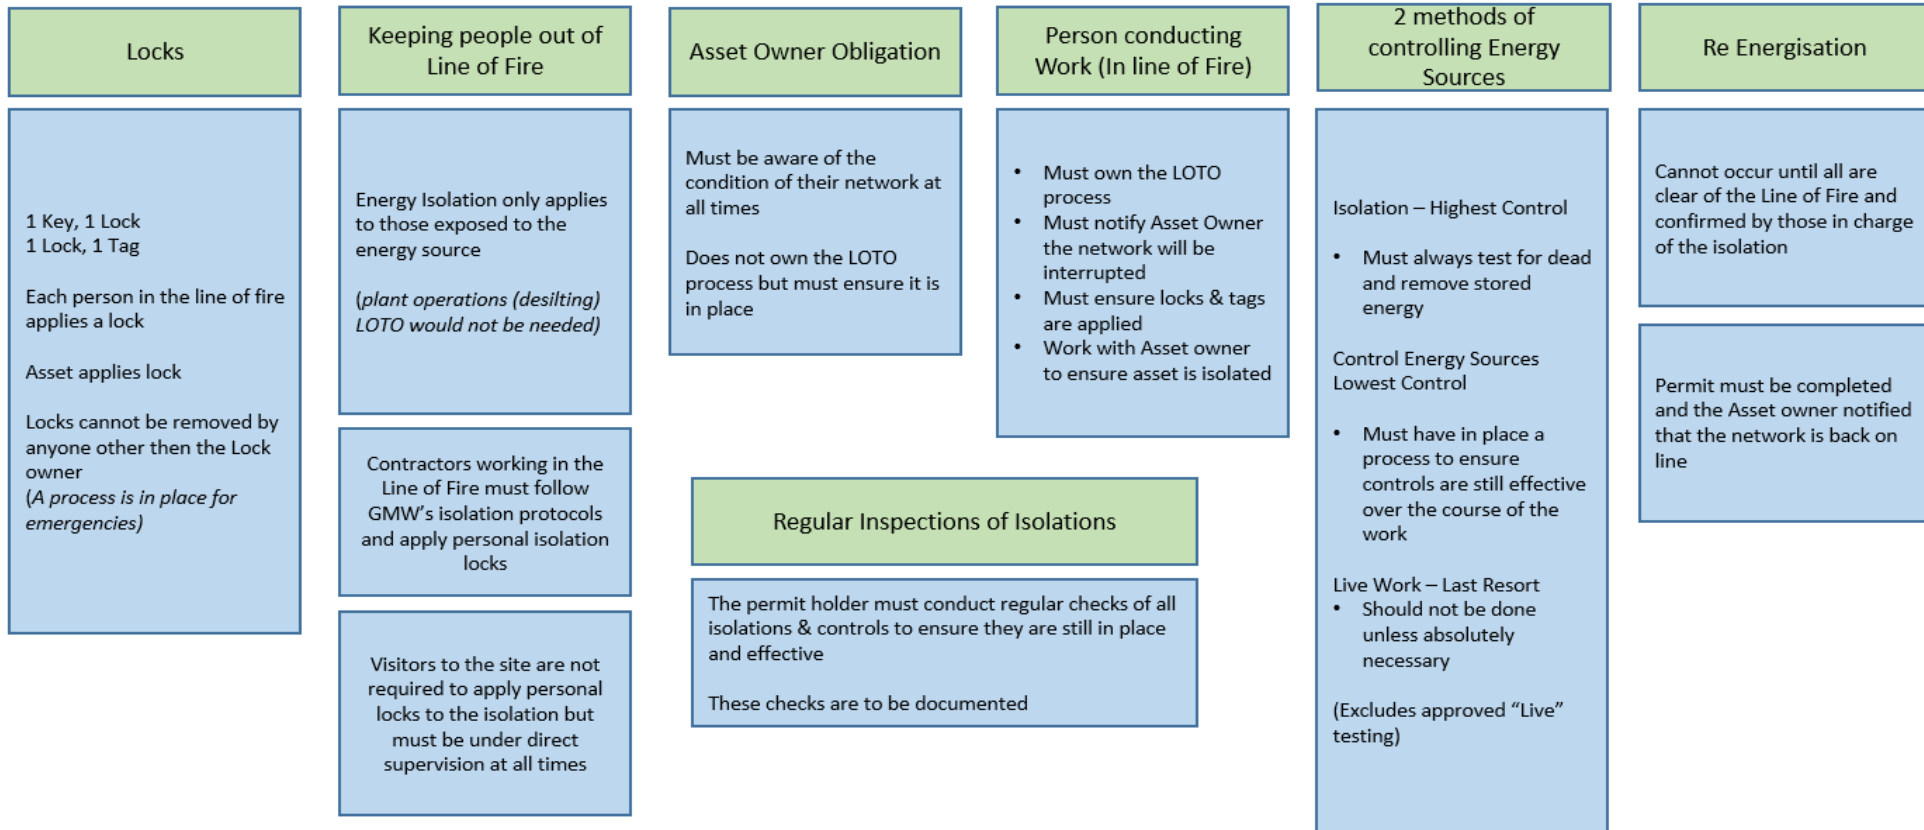 Locks
1 Key, 1 Lock
1 Lock, 1 Tag
Each person in the line of fire
applies a lock
Asset applies lock
Locks cannot be removed by
anyone other then the Lock
owner
(A process is in place for
emergencies)
Keeping people out of
Line of Fire
Energy Isolation only applies
to those exposed to the
energy source
(plant operations (desilting)
LOTO would not be needed)
Contractors working in the
Line of Fire must follow
GMW's isolation protocols
and apply personal isolation
locks
Visitors to the site are not
required to apply personal
locks to the isolation but
must be under direct
supervision at all times
Asset Owner Obligation
Must be aware of the
condition of their network at
all times
Does not own the LOTO
process but must ensure it is
in place
Person conducting
Work (In line of Fire)
• Must own the LOTO
process
• Must notify Asset Owner
the network will be
interrupted
• Must ensure locks & tags
are applied
• Work with Asset owner
to ensure asset is isolated
Regular Inspections of Isolations
The permit holder must conduct regular checks of all
isolations & controls to ensure they are still in place
and effective
These checks are to be documented
2 methods of
controlling Energy
Sources
Isolation – Highest Control
• Must always test for dead
and remove stored
energy
Control Energy Sources
Lowest Control
• Must have in place a
process to ensure
controls are still effective
over the course of the
work
Live Work – Last Resort
• Should not be done
unless absolutely
necessary
(Excludes approved “Live”
testing)
Re Energisation
Cannot occur until all are
clear of the Line of Fire and
confirmed by those in charge
of the isolation
Permit must be completed
and the Asset owner notified
that the network is back on
line